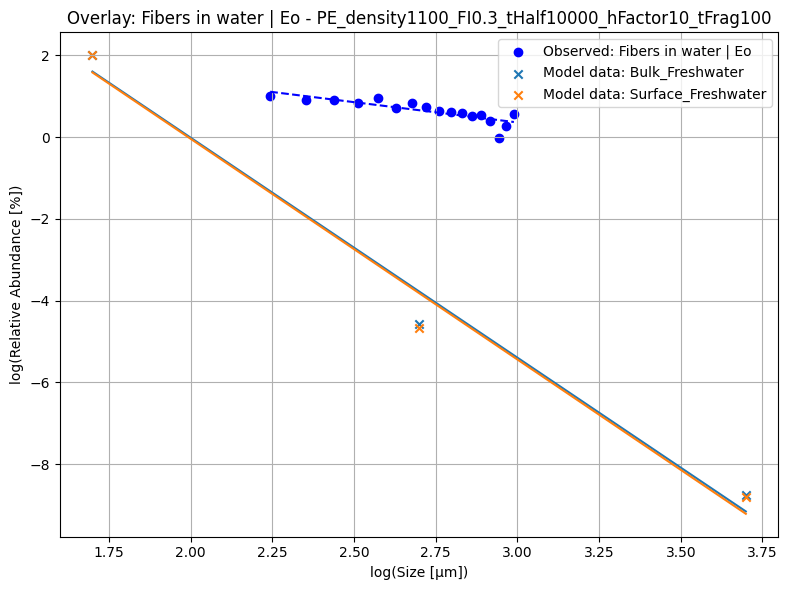 Overlay: Fibers in water | Eo - PE_density1100_FI0.3_tHalf10000_hFactor10_tFrag100
Observed: Fibers in water | Eo
Model data: Bulk_Freshwater
Model data: Surface_Freshwater
log(Relative Abundance [%])
2
0
−2
−4
−6
−8
1.75
2.00
2.25
2.50
2.75
3.00
3.25
3.50
3.75
log(Size [μm])